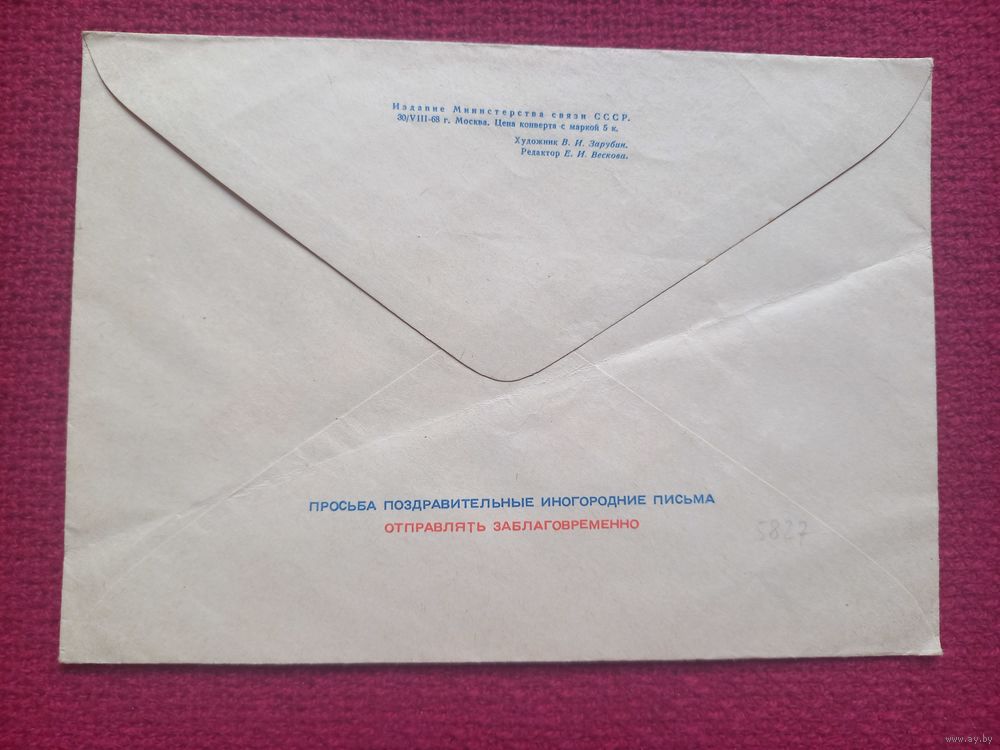 Издание Министерства связи СССР.
30/VIII-68 г. Москва. Цена конверта с маркой 5 к.
Художник В. И. Зарубин.
Редактор Е. И. Вескова.
ПРОСЬБА ПОЗДРАВИТЕЛЬНЫЕ ИНОГОРОДНИЕ ПИСЬМА
ОТПРАВЛЯТЬ ЗАБЛАГОВРЕМЕННО
5827
www.ay.by